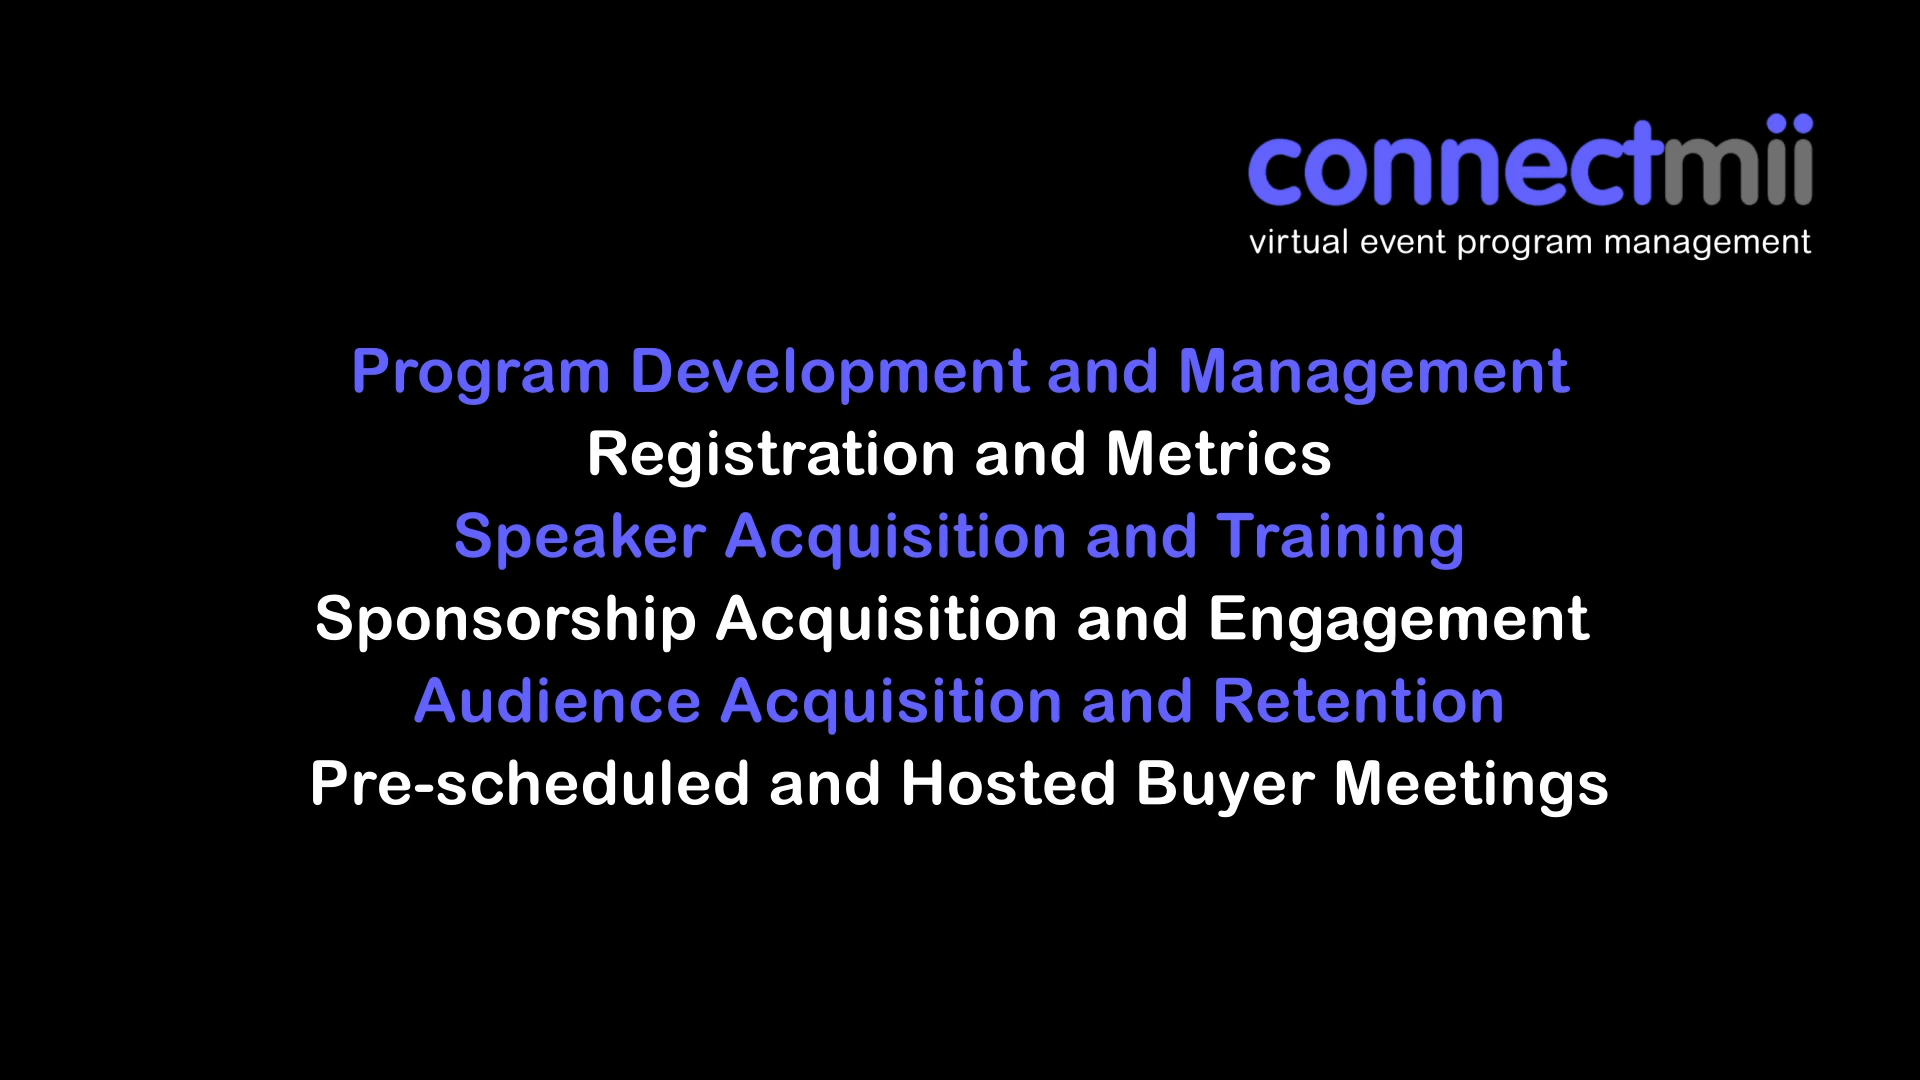 connectmii
virtual event program management
Program Development and Management
Registration and Metrics
Speaker Acquisition and Training
Sponsorship Acquisition and Engagement
Audience Acquisition and Retention
Pre-scheduled and Hosted Buyer Meetings